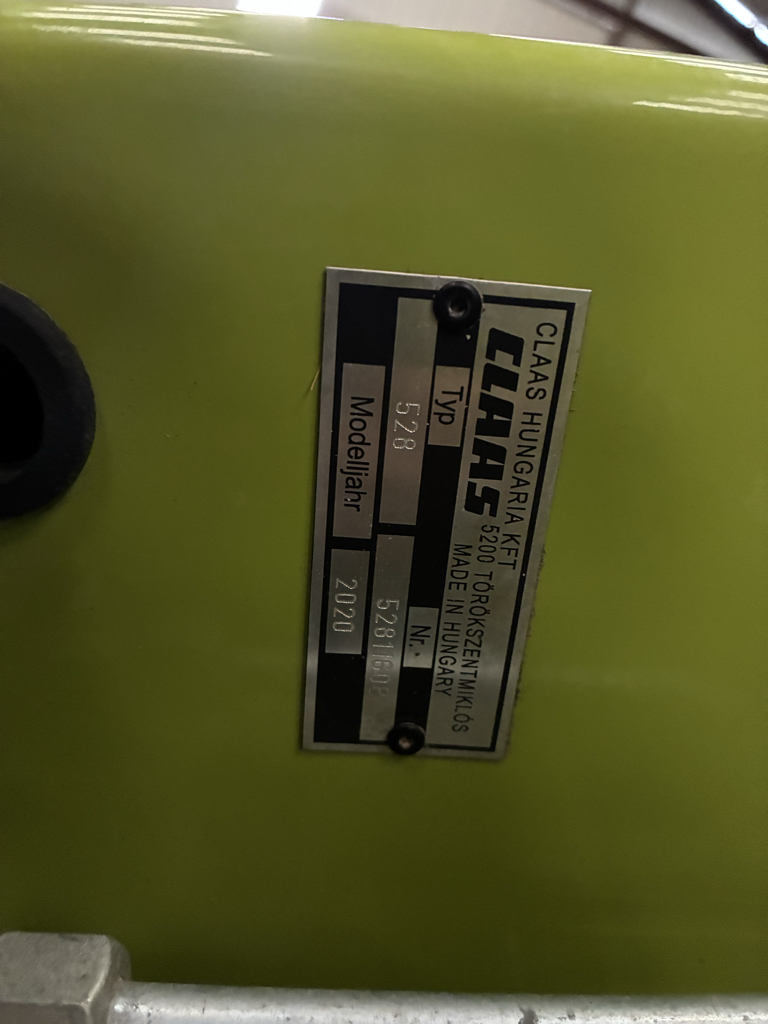 CLAAS HUNGARIA KFT
CLAAS 5200 TÖRÖKSZENTMIKLÓS
MADE IN HUNGARY
Typ Nr.
528
Modelljahr 2020